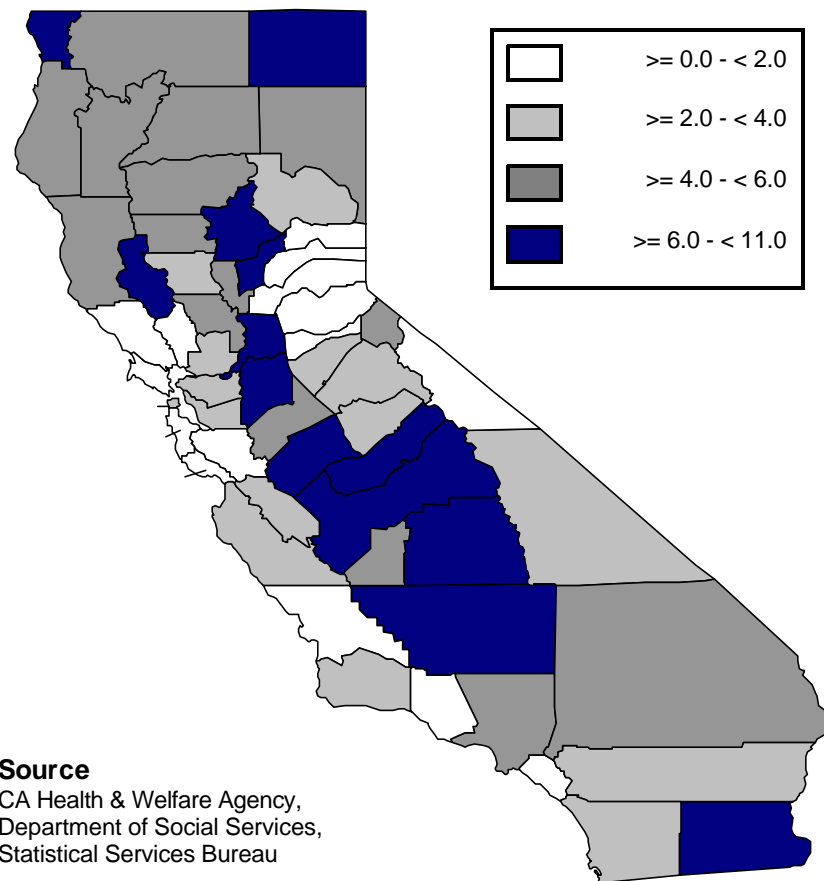 >= 0.0 - < 2.0
>= 2.0 - < 4.0
>= 4.0 - < 6.0
>= 6.0 - < 11.0
Source
CA Health & Welfare Agency,
Department of Social Services,
Statistical Services Bureau